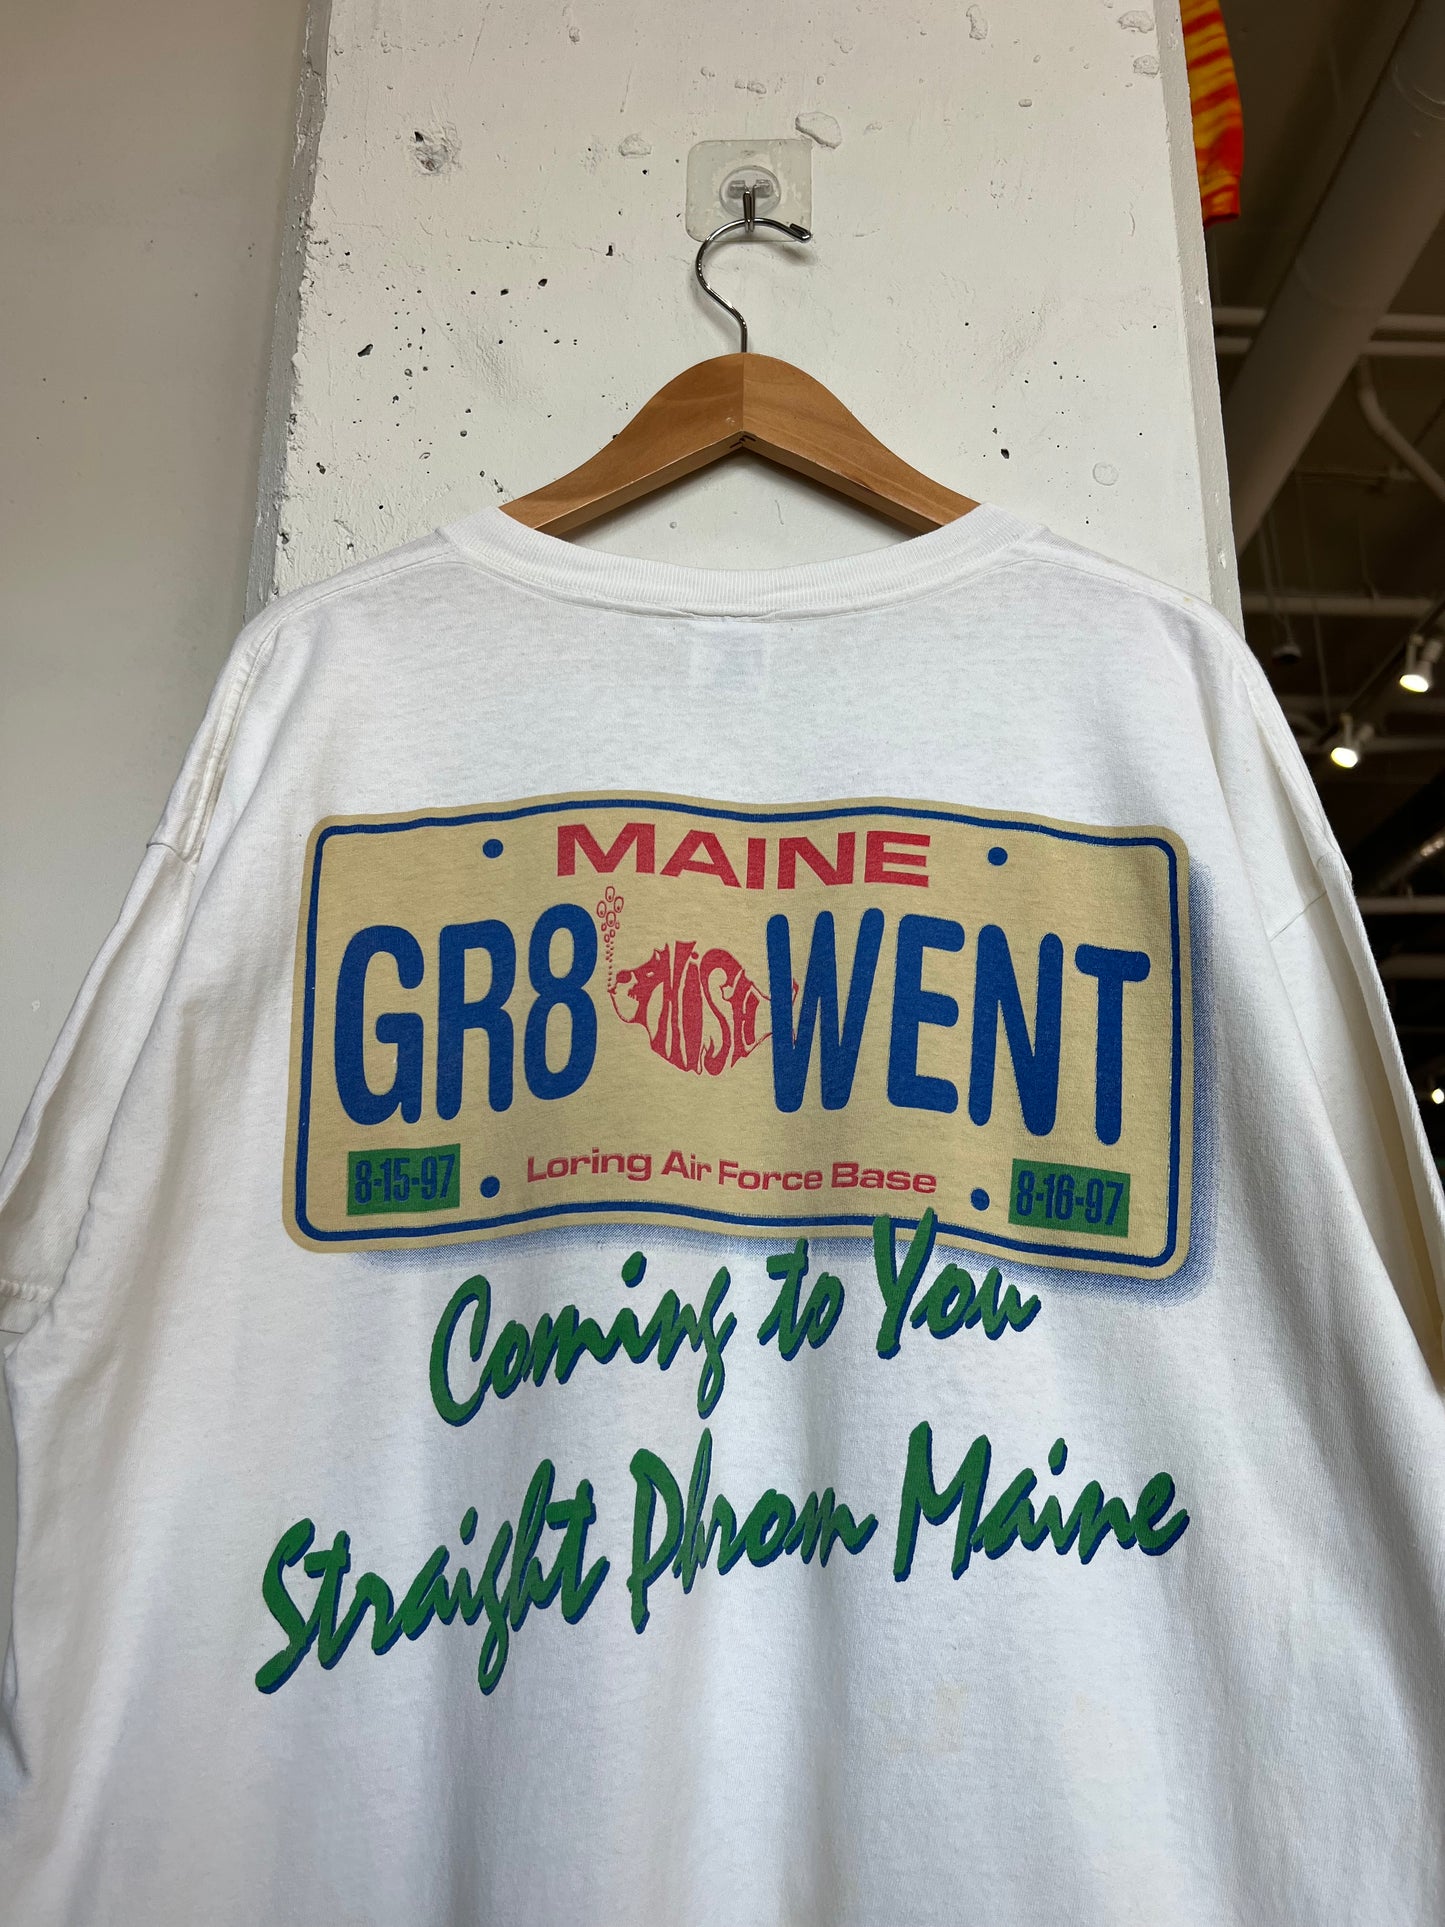 MAINE
GR8 PHISH WENT
8-15-97 Loring Air Force Base 8-16-97
Coming to You
Straight Phrom Maine